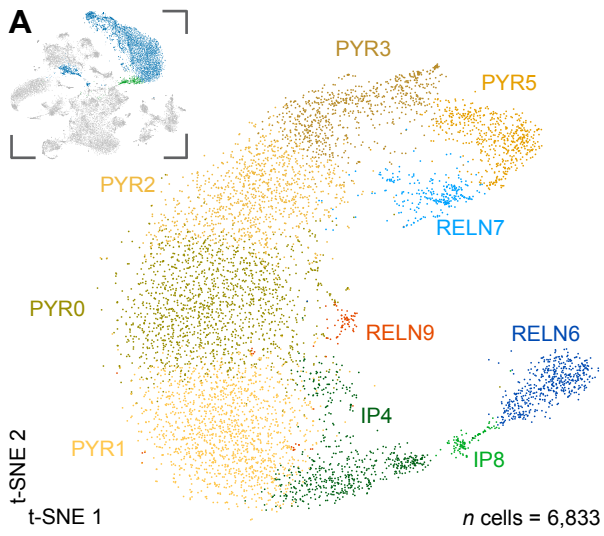 A
PYR3
PYR5
PYR2
RELN7
PYR0
RELN9
RELN6
IP4
PYR1
IP8
t-SNE 2
t-SNE 1
n cells = 6,833